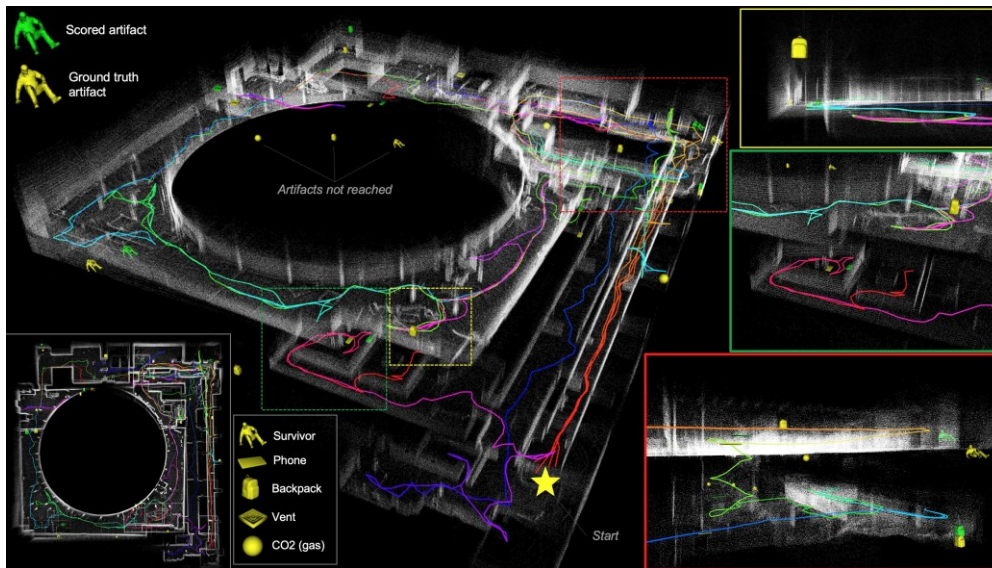 Scored artifact
Ground truth
artifact
Artifacts not reached
Survivor
Phone
Backpack
Vent
CO2 (gas)
Start